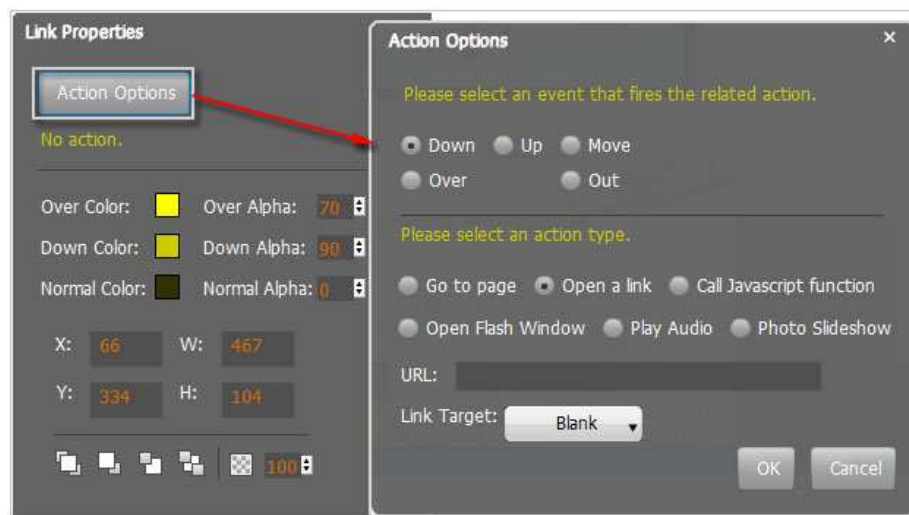 Link Properties
Action Options
No action.
Over Color: Over Alpha: 70
Down Color: Down Alpha: 90
Normal Color: Normal Alpha: 0
X: 66 W: 467
Y: 334 H: 104
100
Action Options
Please select an event that fires the related action.
Down Up Move
Over Out
Please select an action type.
Go to page Open a link Call Javascript function
Open Flash Window Play Audio Photo Slideshow
URL:
Link Target: Blank
OK Cancel